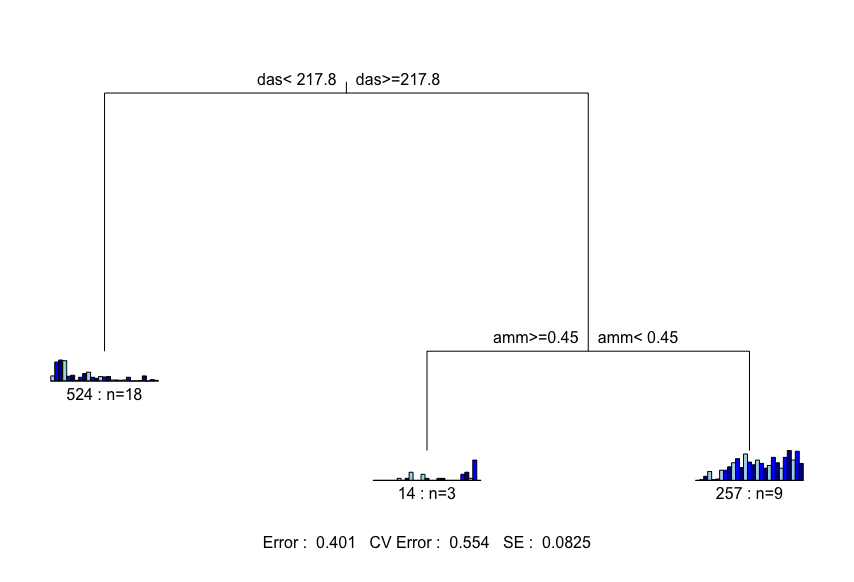 das< 217.8 das>=217.8
amm>=0.45 amm< 0.45
524 : n=18
14 : n=3 257 : n=9
Error : 0.401 CV Error : 0.554 SE : 0.0825